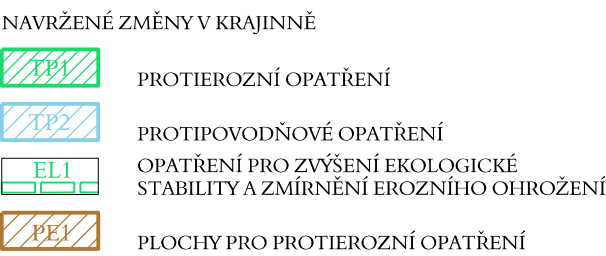 NAVRŽENÉ ZMĚNY V KRAJINNĚ
TP1 PROTIEROZNÍ OPATŘENÍ
TP2 PROTIPOVODŇOVÉ OPATŘENÍ
EL1 OPATŘENÍ PRO ZVÝŠENÍ EKOLOGICKÉ
STABILITY A ZMÍRNĚNÍ EROZNÍHO OHROŽENÍ
PE1 PLOCHY PRO PROTIEROZNÍ OPATŘENÍ